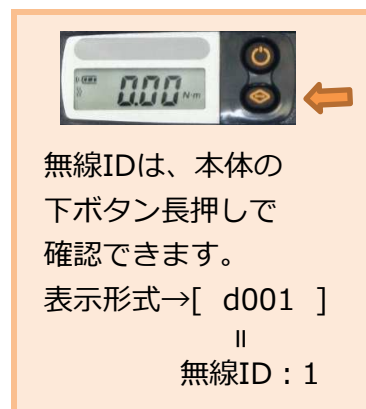 0.00 N·m
無線IDは、本体の
下ボタン長押しで
確認できます。
表示形式→[ d001 ]
॥
無線ID：1